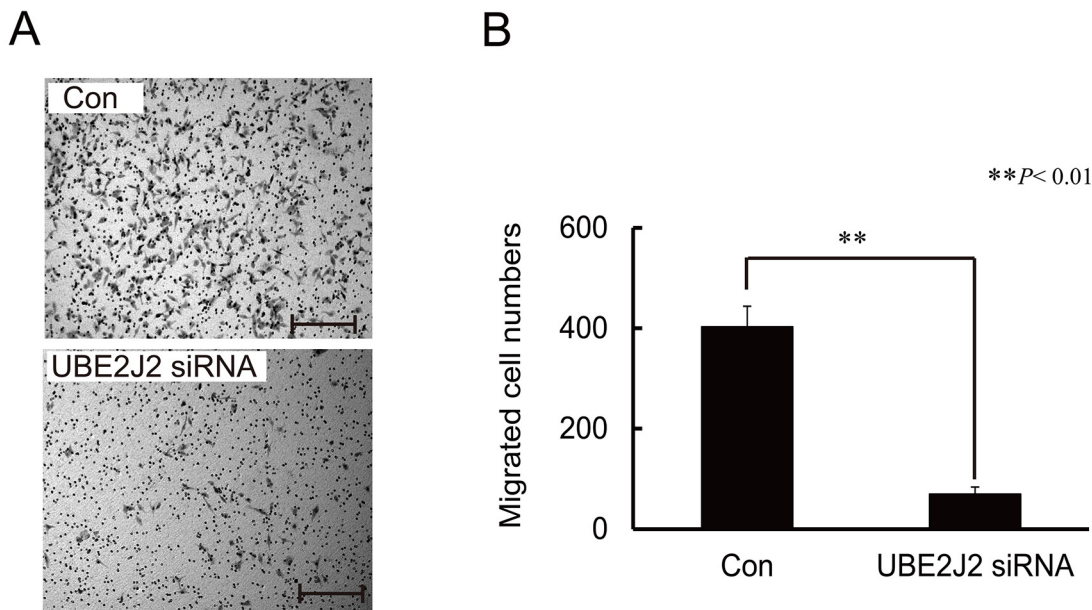 A
Con
UBE2J2 siRNA
B
**P< 0.01
Migrated cell numbers
600
400
200
0
**
Con
UBE2J2 siRNA